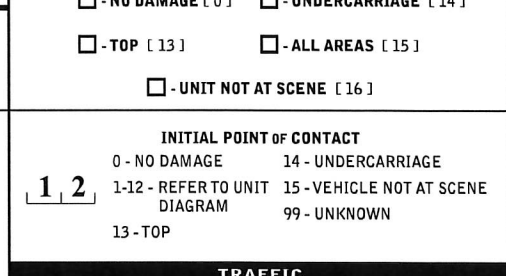 - NO DAMAGE [ 0 ] - UNDERCARRIAGE [ 14 ]
- TOP [ 13 ] - ALL AREAS [ 15 ]
- UNIT NOT AT SCENE [ 16 ]
INITIAL POINT OF CONTACT
0 - NO DAMAGE 14 - UNDERCARRIAGE
1 2 1-12 - REFER TO UNIT 15 - VEHICLE NOT AT SCENE
DIAGRAM 99 - UNKNOWN
13 - TOP
TRAFFIC